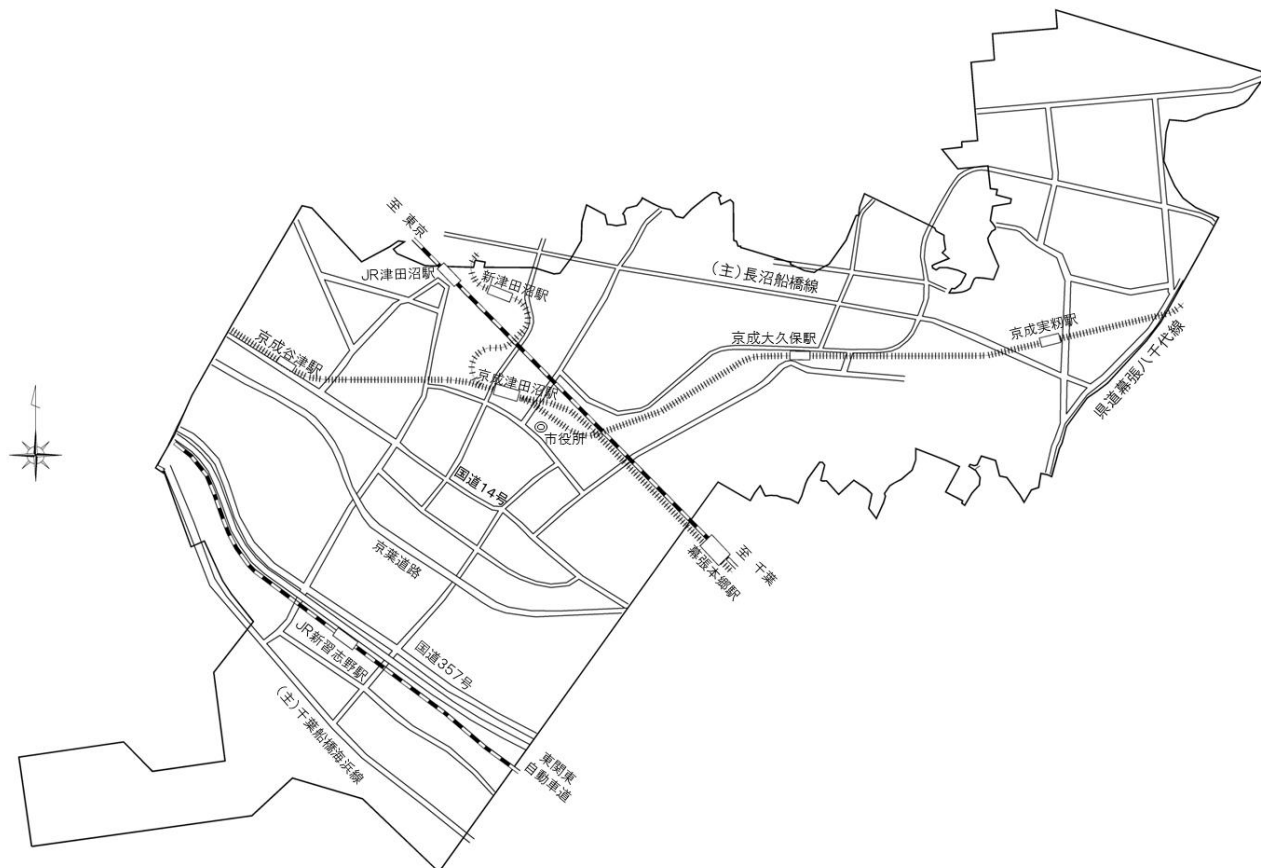 至 東京
JR津田沼駅
新津田沼駅
(主)長沼船橋線
京成大久保駅
京成実籾駅
県道幕張八千代線
京成谷津駅
京成津田沼駅
市役所
国道14号
京葉道路
幕張本郷駅
至 千葉
JR新習志野駅
国道357号
(主)千葉船橋海浜線
東関東
自動車道